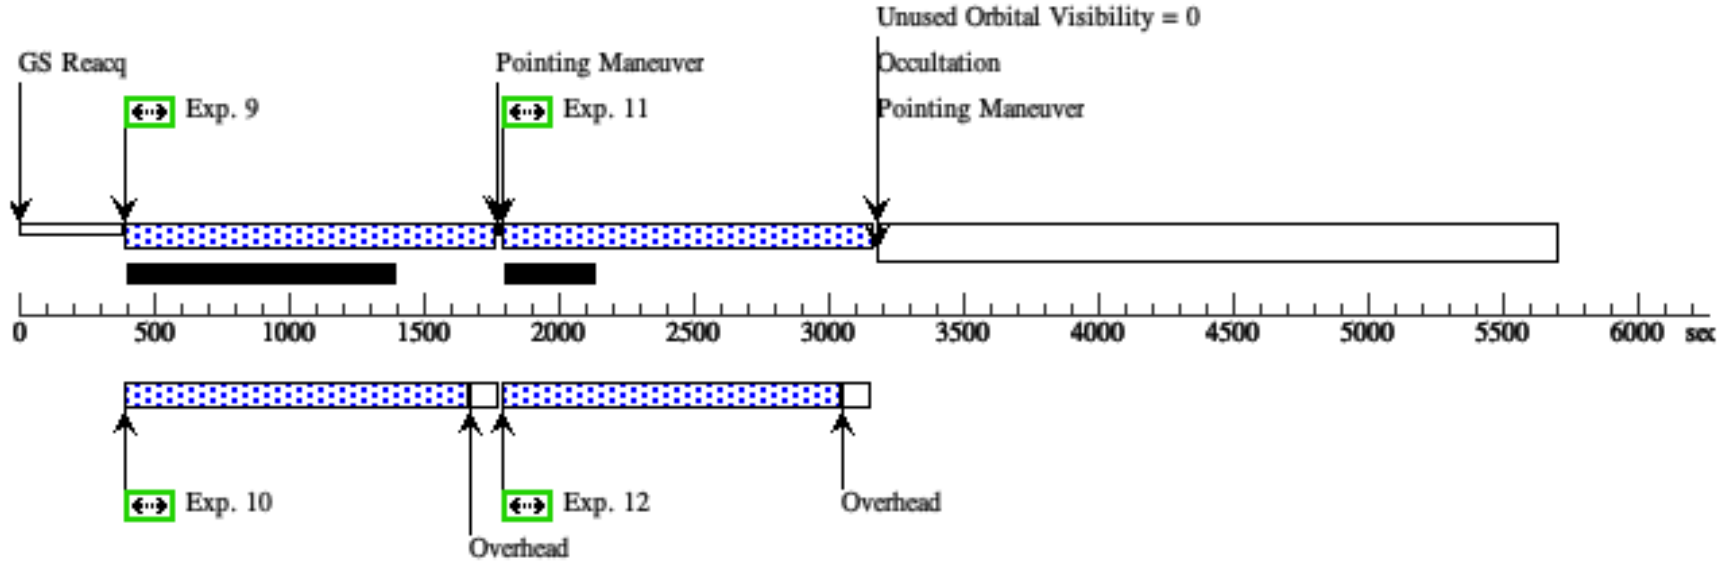 Unused Orbital Visibility = 0
GS Reacq Pointing Maneuver Occultation
Exp. 9 Exp. 11 Pointing Maneuver
0 500 1000 1500 2000 2500 3000 3500 4000 4500 5000 5500 6000 sec
Exp. 10 Exp. 12 Overhead
Overhead